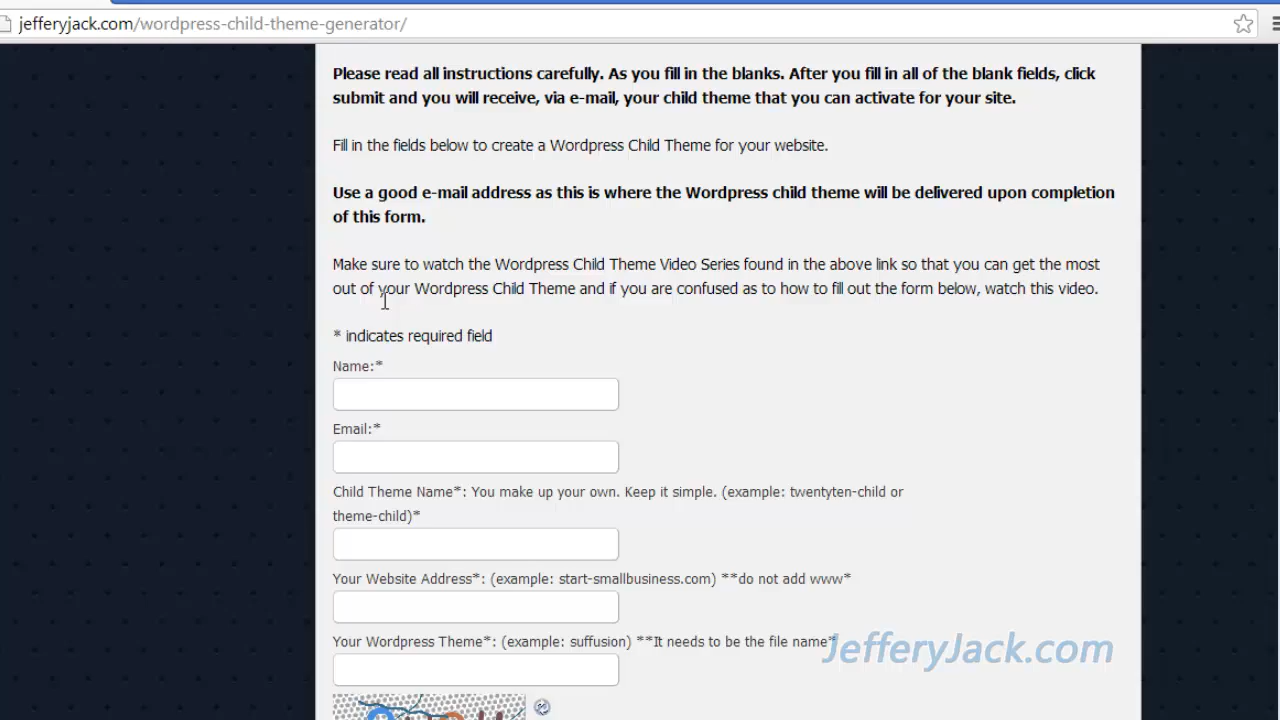 jefferyjack.com/wordpress-child-theme-generator/
Please read all instructions carefully. As you fill in the blanks. After you fill in all of the blank fields, click
submit and you will receive, via e-mail, your child theme that you can activate for your site.
Fill in the fields below to create a Wordpress Child Theme for your website.
Use a good e-mail address as this is where the Wordpress child theme will be delivered upon completion
of this form.
Make sure to watch the Wordpress Child Theme Video Series found in the above link so that you can get the most
out of your Wordpress Child Theme and if you are confused as to how to fill out the form below, watch this video.
* indicates required field
Name:*
Email:*
Child Theme Name*: You make up your own. Keep it simple. (example: twentyten-child or
theme-child)*
Your Website Address*: (example: start-smallbusiness.com) **do not add www*
Your Wordpress Theme*: (example: suffusion) **It needs to be the file name*
JefferyJack.com